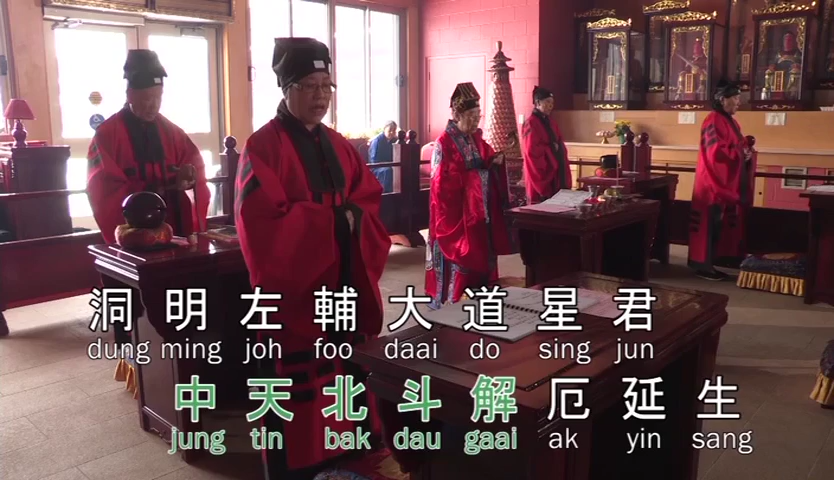 洞明左輔大道星君
dung ming joh foo daai do sing jun
中天北斗解厄延生
jung tin bak dau gaai ak yin sang